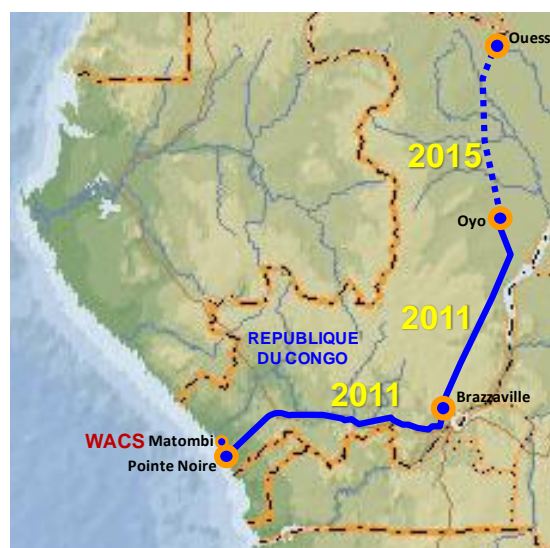 Ouess
2015
Oyo
2011
REPUBLIQUE
DU CONGO
2011
Brazzaville
WACS Matombi
Pointe Noire